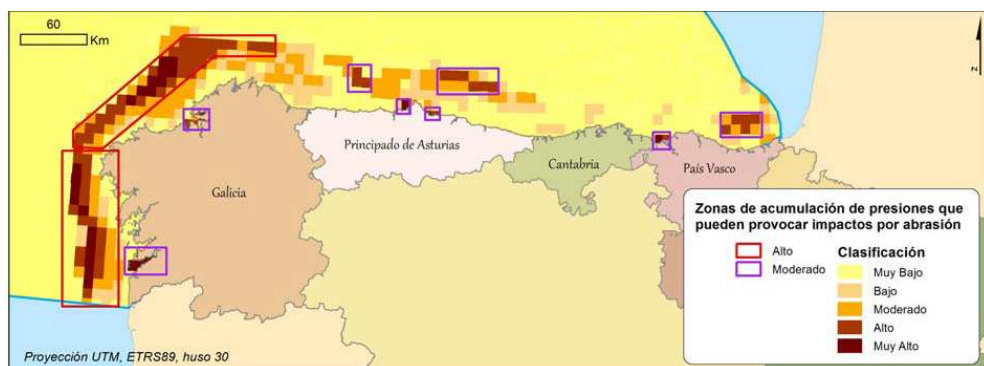 60
Km
z
Principado de Asturias
Cantabria
País Vasco
Galicia
Zonas de acumulación de presiones que
pueden provocar impactos por abrasión
Alto
Moderado
Clasificación
Muy Bajo
Bajo
Moderado
Alto
Muy Alto
Proyección UTM, ETRS89, huso 30